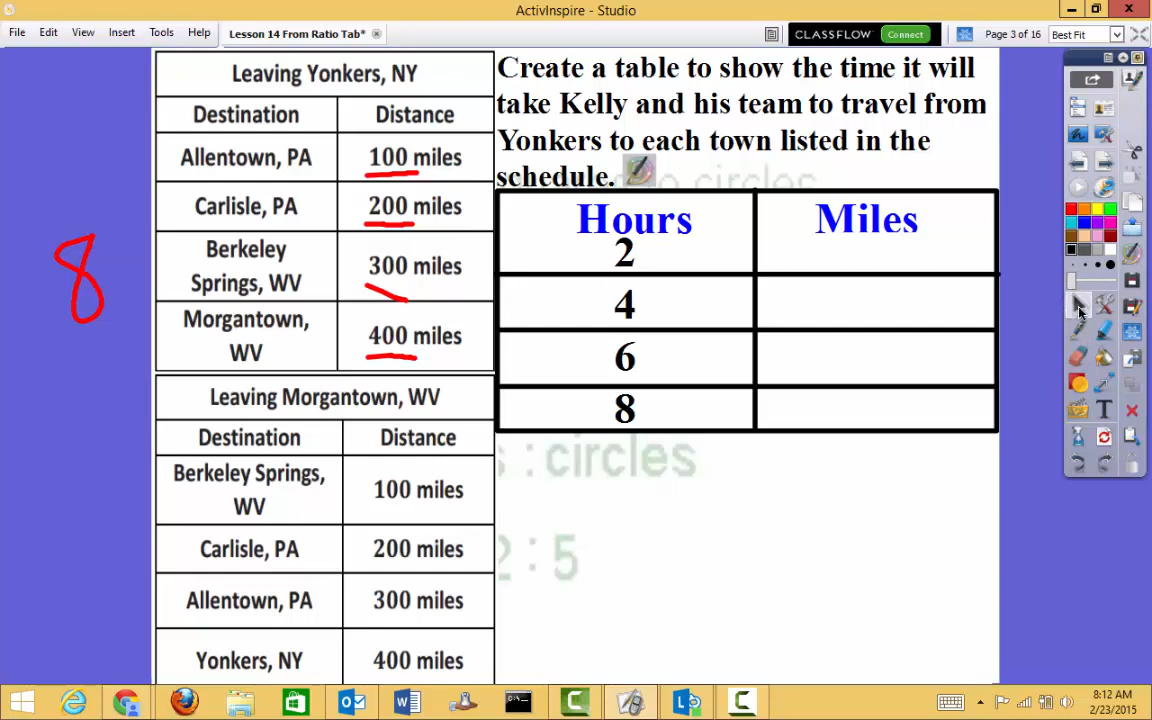 ActivInspire - Studio
File Edit View Insert Tools Help
Lesson 14 From Ratio Tab*
CLASSFLOW Connect
Page 3 of 16
Best Fit
Leaving Yonkers, NY
Destination Distance
Allentown, PA 100 miles
Carlisle, PA 200 miles
Berkeley
Springs, WV 300 miles
Morgantown,
WV 400 miles
8
Leaving Morgantown, WV
Destination Distance
Berkeley Springs,
WV 100 miles
Carlisle, PA 200 miles
Allentown, PA 300 miles
Yonkers, NY 400 miles
Create a table to show the time it will
take Kelly and his team to travel from
Yonkers to each town listed in the
schedule.
Hours Miles
2
4
6
8
o circles
: circles
2 : 5
8:12 AM
2/23/2015